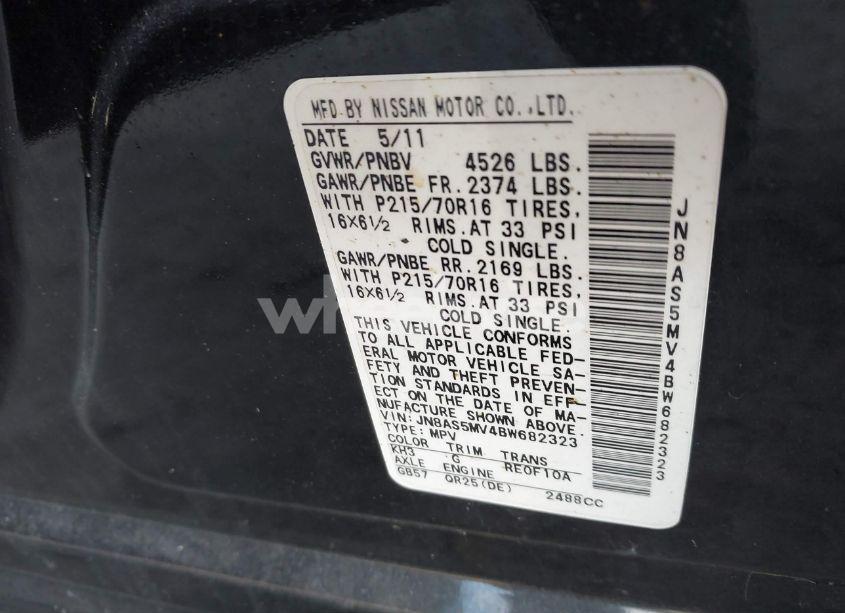 MFD.BY NISSAN MOTOR CO.,LTD.
DATE 5/11
GVWR/PNBV 4526 LBS.
GAWR/PNBE FR.2374 LBS.
WITH P215/70R16 TIRES,
16X6½ RIMS.AT 33 PSI
COLD SINGLE.
GAWR/PNBE RR.2169 LBS.
WITH P215/70R16 TIRES,
16X6½ RIMS.AT 33 PSI
COLD SINGLE.
THIS VEHICLE CONFORMS
TO ALL APPLICABLE FED-
ERAL MOTOR VEHICLE SA-
FETY AND THEFT PREVEN-
TION STANDARDS IN EFF-
ECT ON THE DATE OF MA-
NUFACTURE SHOWN ABOVE.
VIN:JN8AS5MV4BW682323
TYPE:MPV
COLOR TRIM TRANS
KH3 G REOF10A
AXLE ENGINE
GB57 QR25(DE) 2488CC
JN8AS5MV4BW682323